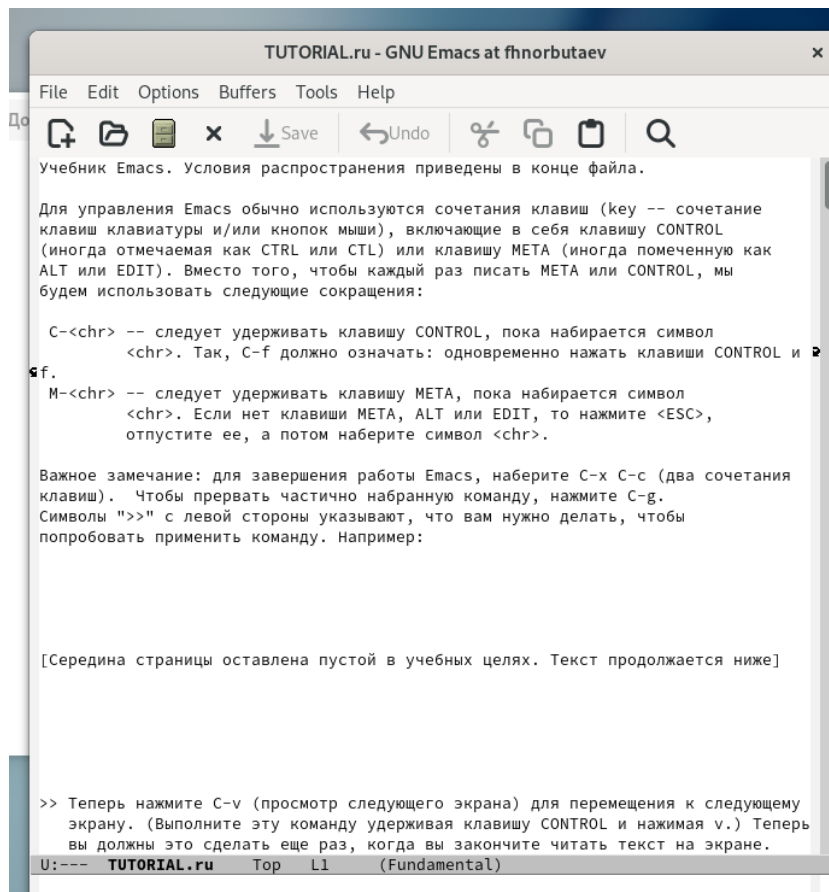 TUTORIAL.ru - GNU Emacs at fhnorbutaev
File Edit Options Buffers Tools Help
До
Save Undo
Учебник Emacs. Условия распространения приведены в конце файла.
Для управления Emacs обычно используются сочетания клавиш (key -- сочетание
клавиш клавиатуры и/или кнопок мыши), включающие в себя клавишу CONTROL
(иногда отмечаемая как CTRL или CTL) или клавишу META (иногда помеченную как
ALT или EDIT). Вместо того, чтобы каждый раз писать META или CONTROL, мы
будем использовать следующие сокращения:
C-<chr> -- следует удерживать клавишу CONTROL, пока набирается символ
<chr>. Так, C-f должно означать: одновременно нажать клавиши CONTROL и
f.
M-<chr> -- следует удерживать клавишу META, пока набирается символ
<chr>. Если нет клавиши META, ALT или EDIT, то нажмите <ESC>,
отпустите ее, а потом наберите символ <chr>.
Важное замечание: для завершения работы Emacs, наберите C-x C-c (два сочетания
клавиш).  Чтобы прервать частично набранную команду, нажмите C-g.
Символы ">>" с левой стороны указывают, что вам нужно делать, чтобы
попробовать применить команду. Например:
[Середина страницы оставлена пустой в учебных целях. Текст продолжается ниже]
>> Теперь нажмите C-v (просмотр следующего экрана) для перемещения к следующему
экрану. (Выполните эту команду удерживая клавишу CONTROL и нажимая v.) Теперь
вы должны это сделать еще раз, когда вы закончите читать текст на экране.
U:--- TUTORIAL.ru Top L1 (Fundamental)